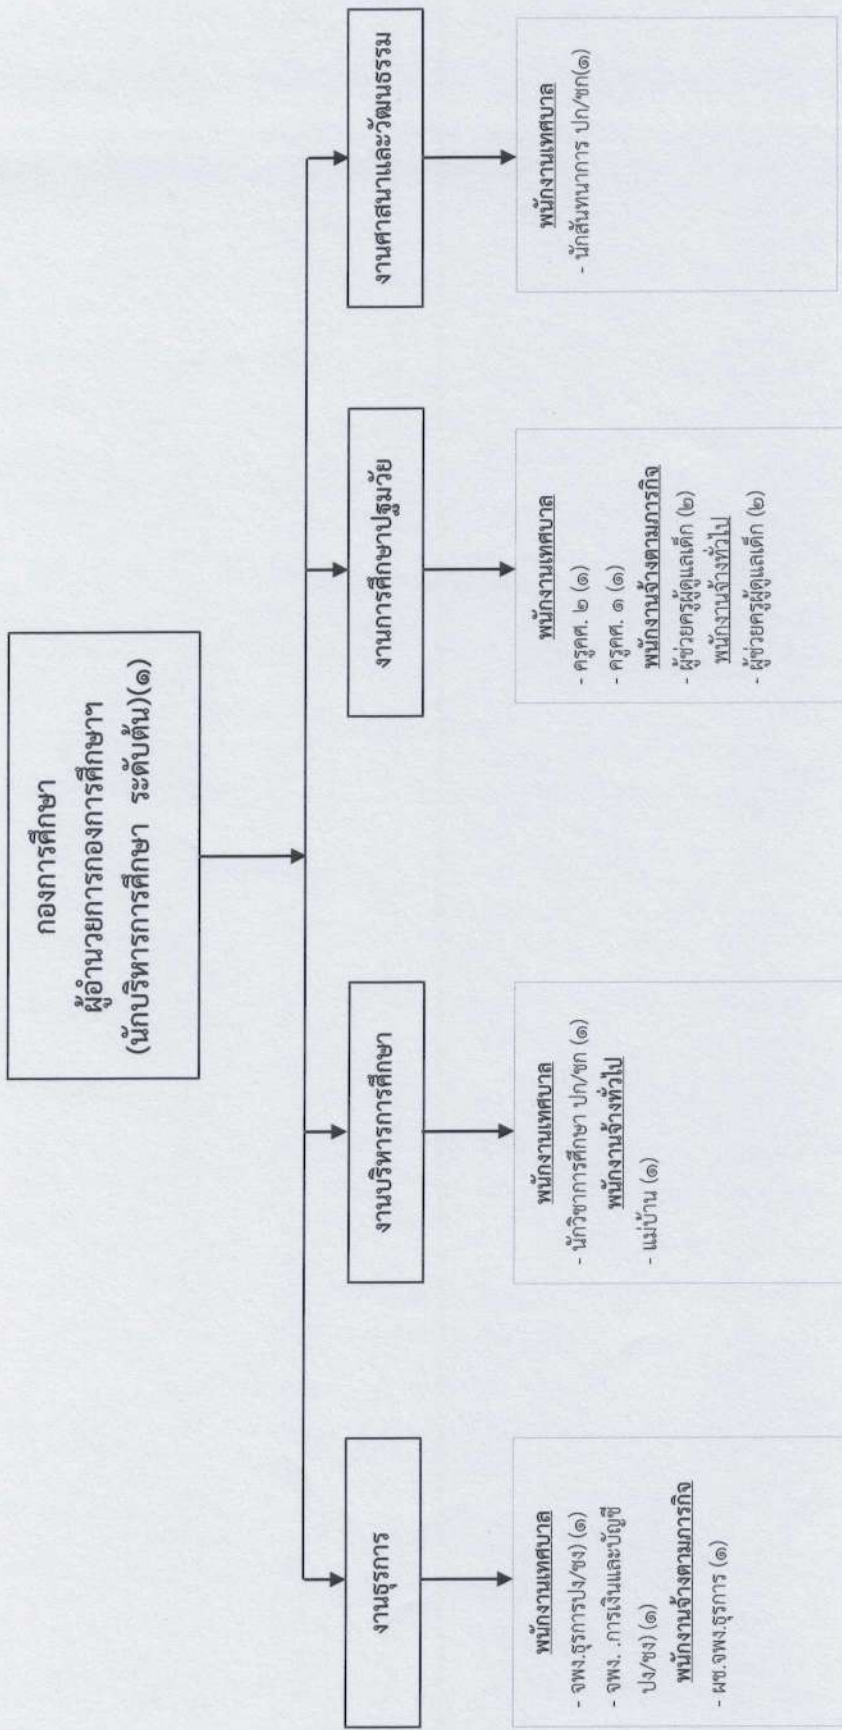 กองการศึกษา
ผู้อำนวยการกองการศึกษาฯ
(นักบริหารการศึกษา ระดับต้น)(๑)
งานธุรการ
พนักงานเทศบาล
- จพง.ธุรการปง/ชง) (๑)
- จพง. .การเงินและบัญชี
ปง/ชง) (๑)
พนักงานจ้างตามภารกิจ
- ผช.จพง.ธุรการ (๑)
งานบริหารการศึกษา
พนักงานเทศบาล
- นักวิชาการศึกษา ปก/ชก (๑)
พนักงานจ้างทั่วไป
- แม่บ้าน (๑)
งานการศึกษาปฐมวัย
พนักงานเทศบาล
- ครูคศ. ๒ (๑)
- ครูคศ. ๑ (๑)
พนักงานจ้างตามภารกิจ
- ผู้ช่วยครูผู้ดูแลเด็ก (๒)
พนักงานจ้างทั่วไป
- ผู้ช่วยครูผู้ดูแลเด็ก (๒)
งานศาสนาและวัฒนธรรม
พนักงานเทศบาล
- นักสันทนาการ ปก/ชก(๑)